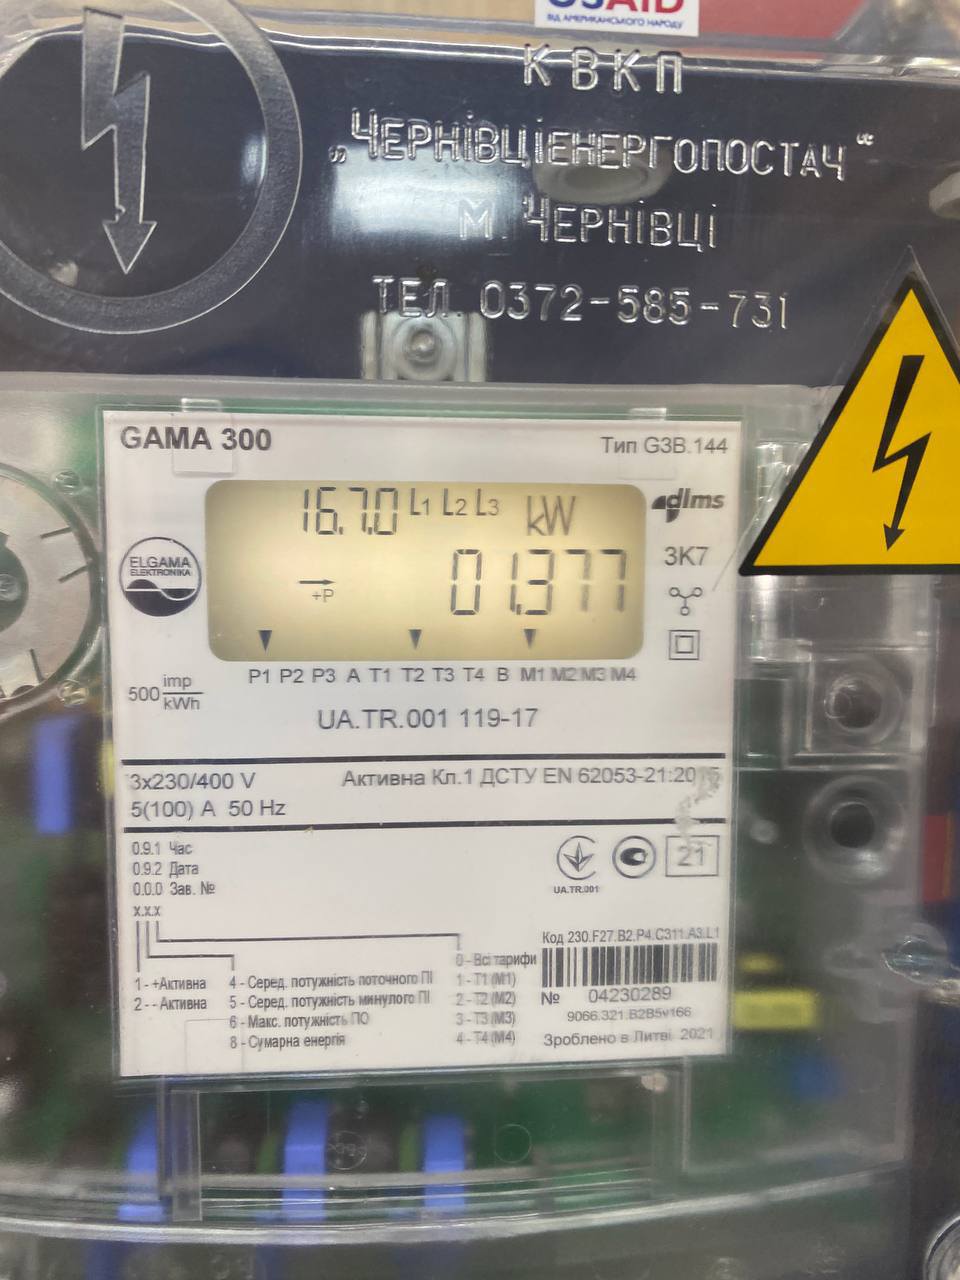 USAID
ВІД АМЕРИКАНСЬКОГО НАРОДУ
КВКП
„ЧЕРНІВЦІЕНЕРГОПОСТАЧ“
М. ЧЕРНІВЦІ
ТЕЛ. 0372-585-731
GAMA 300
Тип G3B.144
16.7.0 L1 L2 L3 kW
dlms
ELGAMA
ELEKTRONIKA
+P
01.377
3K7
P1 P2 P3 A T1 T2 T3 T4 B M1 M2 M3 M4
500 imp/kWh
UA.TR.001 119-17
3x230/400 V
Активна Кл.1 ДСТУ EN 62053-21:2015
5(100) A 50 Hz
0.9.1 Час
0.9.2 Дата
0.0.0 Зав. №
x.x.x
21
UA.TR.001
Код 230.F27.B2.P4.C311.A3.L1
1 - +Активна
2 - - Активна
4 - Серед. потужність поточного ПІ
5 - Серед. потужність минулого ПІ
6 - Макс. потужність ПО
8 - Сумарна енергія
0 - Всі тарифи
1 - T1 (M1)
2 - T2 (M2)
3 - T3 (M3)
4 - T4 (M4)
№ 04230289
9066.321.B2B5v166
Зроблено в Литві 2021